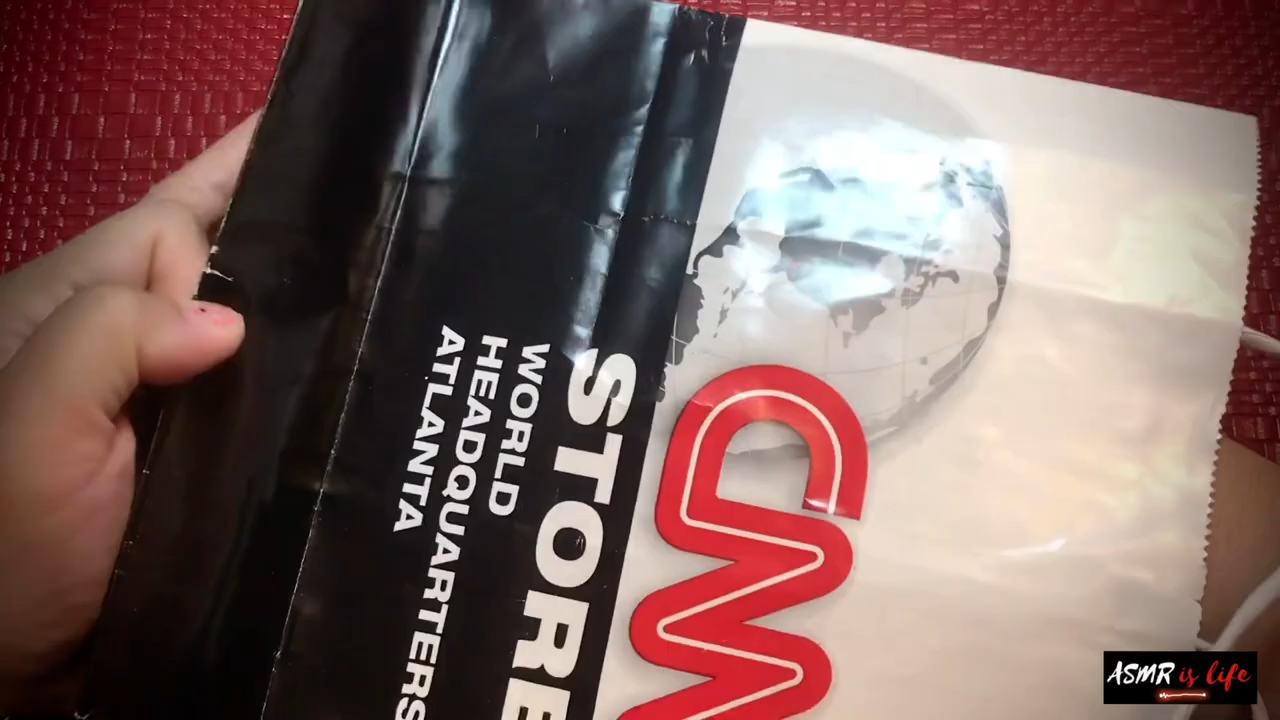 CNN
STORE
WORLD
HEADQUARTERS
ATLANTA
ASMR is life